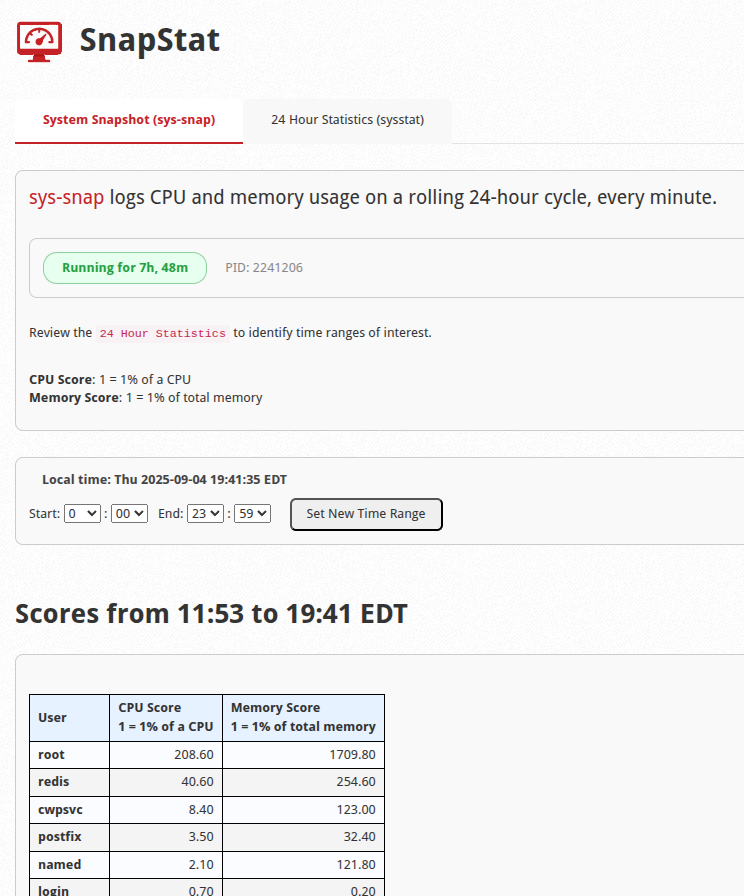 SnapStat
System Snapshot (sys-snap) 24 Hour Statistics (sysstat)
sys-snap logs CPU and memory usage on a rolling 24-hour cycle, every minute.
Running for 7h, 48m PID: 2241206
Review the 24 Hour Statistics to identify time ranges of interest.
CPU Score: 1 = 1% of a CPU
Memory Score: 1 = 1% of total memory
Local time: Thu 2025-09-04 19:41:35 EDT
Start: 0 : 00 End: 23 : 59 Set New Time Range
Scores from 11:53 to 19:41 EDT
User CPU Score 1 = 1% of a CPU Memory Score 1 = 1% of total memory
root 208.60 1709.80
redis 40.60 254.60
cwpsvc 8.40 123.00
postfix 3.50 32.40
named 2.10 121.80
login 0.70 0.20